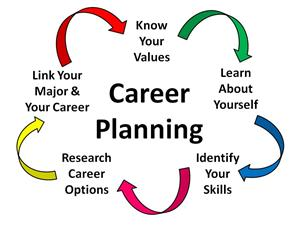 Career
Planning
Know
Your
Values
Learn
About
Yourself
Identify
Your
Skills
Research
Career
Options
Link Your
Major &
Your Career